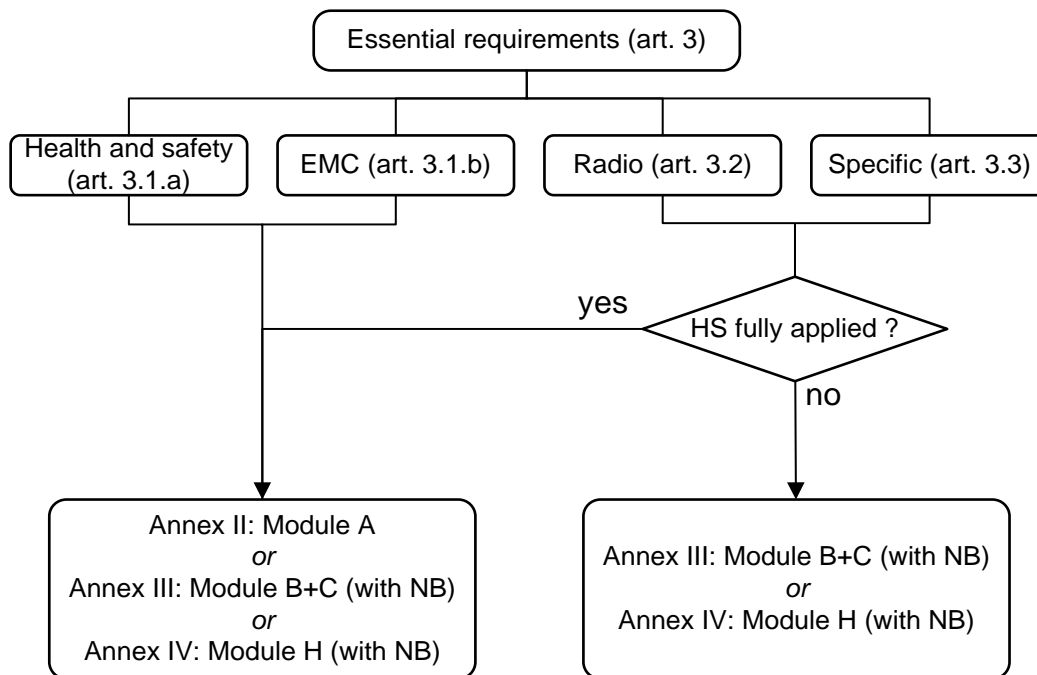 Essential requirements (art. 3)
Health and safety
(art. 3.1.a)
EMC (art. 3.1.b)
Radio (art. 3.2)
Specific (art. 3.3)
yes
HS fully applied ?
no
Annex II: Module A
or
Annex III: Module B+C (with NB)
or
Annex IV: Module H (with NB)
Annex III: Module B+C (with NB)
or
Annex IV: Module H (with NB)